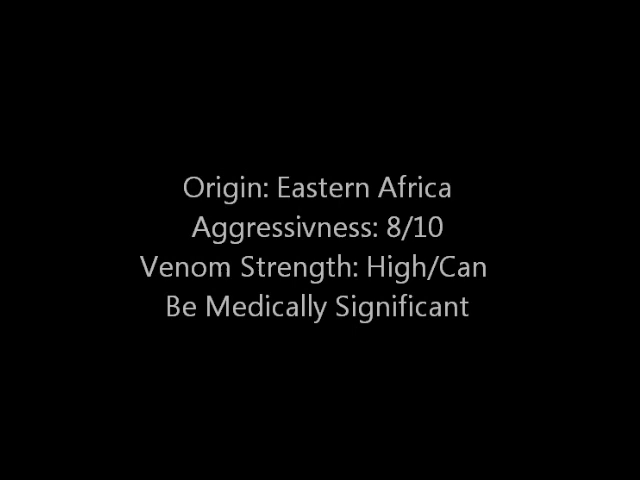 Origin: Eastern Africa
Aggressivness: 8/10
Venom Strength: High/Can
Be Medically Significant